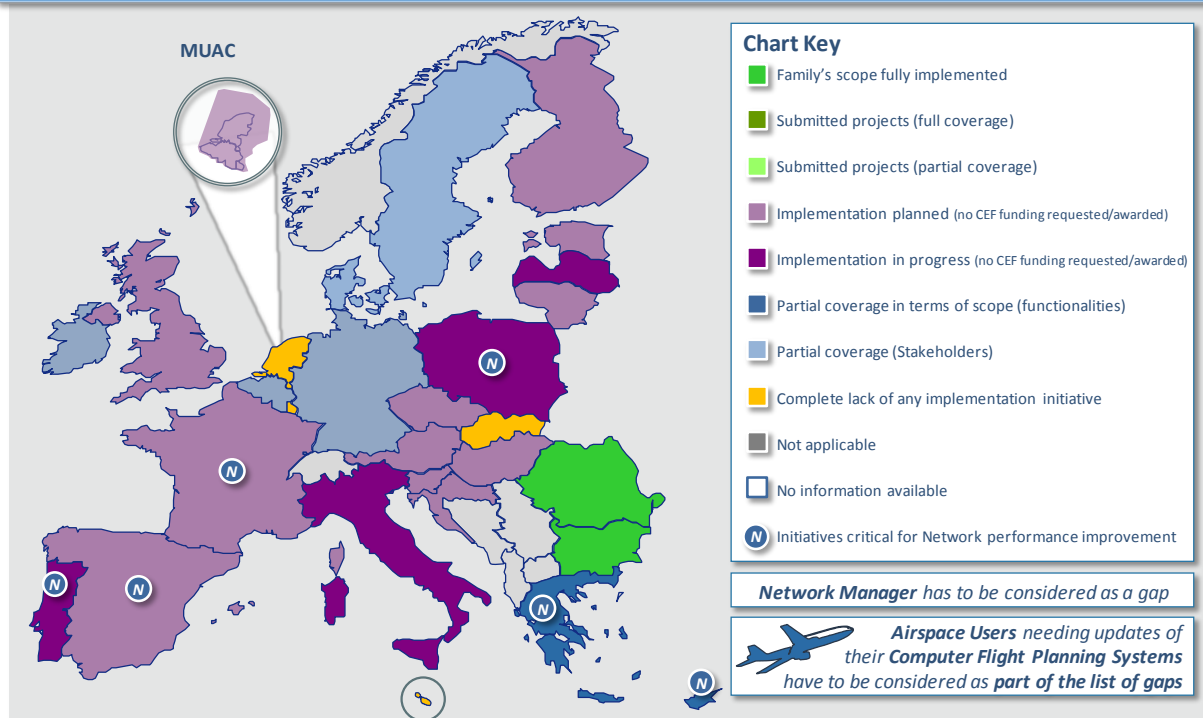 MUAC
N
N
N
N
N
N
Chart Key
Family's scope fully implemented
Submitted projects (full coverage)
Submitted projects (partial coverage)
Implementation planned (no CEF funding requested/awarded)
Implementation in progress (no CEF funding requested/awarded)
Partial coverage in terms of scope (functionalities)
Partial coverage (Stakeholders)
Complete lack of any implementation initiative
Not applicable
No information available
N Initiatives critical for Network performance improvement
Network Manager has to be considered as a gap
Airspace Users needing updates of
their Computer Flight Planning Systems
have to be considered as part of the list of gaps